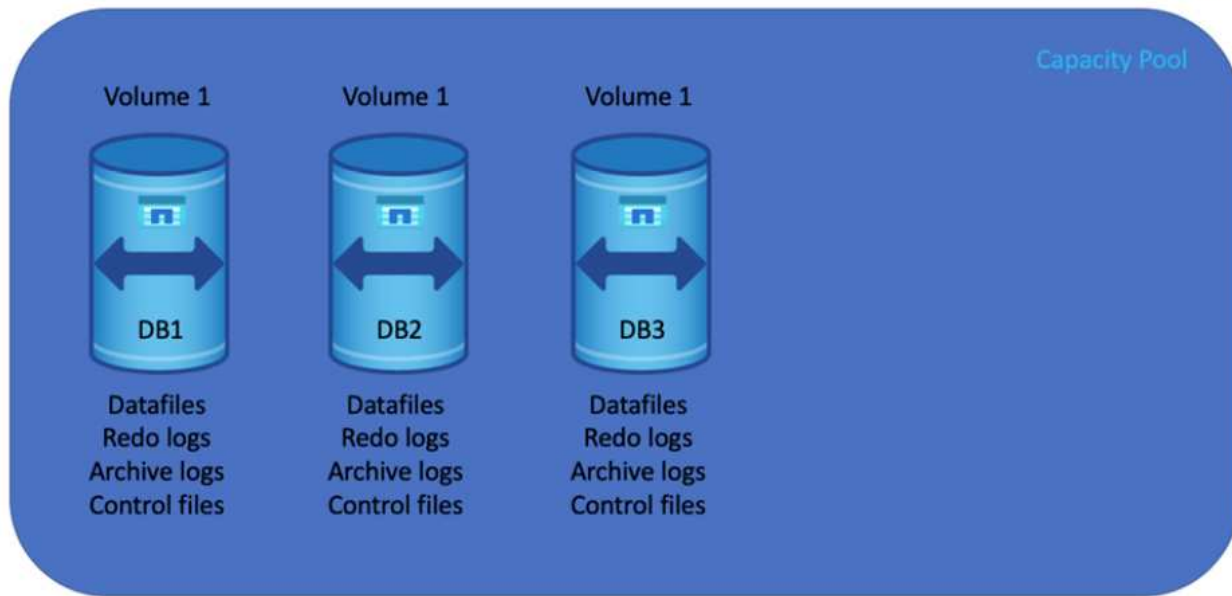 Capacity Pool
Volume 1
Volume 1
Volume 1
DB1
DB2
DB3
Datafiles
Redo logs
Archive logs
Control files
Datafiles
Redo logs
Archive logs
Control files
Datafiles
Redo logs
Archive logs
Control files